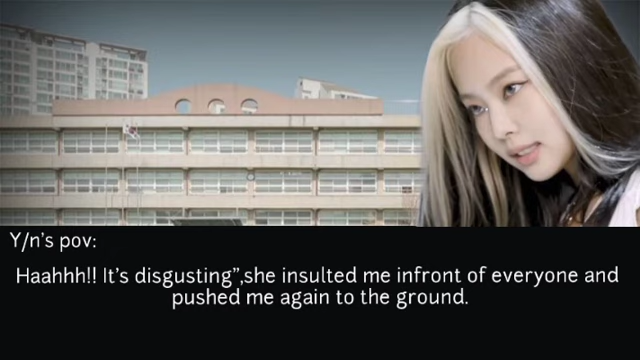 Y/n's pov:
Haahhh!! It's disgusting”,she insulted me infront of everyone and
pushed me again to the ground.